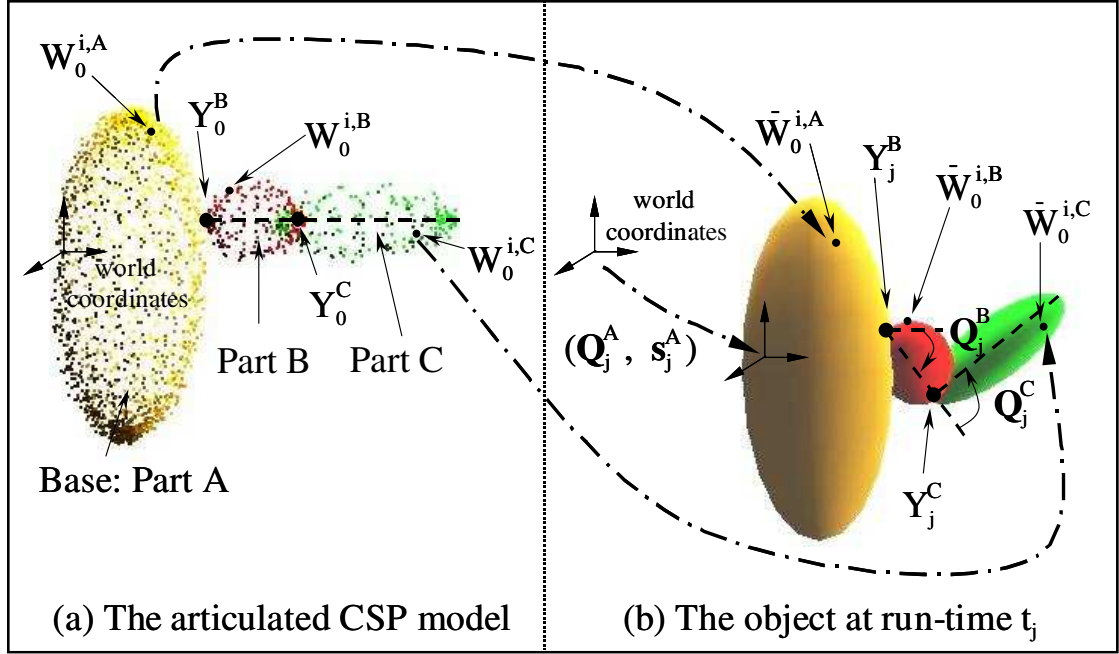 W₀^{i,A}
Y₀^B
W₀^{i,B}
world
coordinates
Y₀^C
W₀^{i,C}
Part B
Part C
Base: Part A
(a) The articulated CSP model
W̄₀^{i,A}
Y_j^B
W̄₀^{i,B}
W̄₀^{i,C}
world
coordinates
(Q_j^A , s_j^A)
Q_j^B
Q_j^C
Y_j^C
(b) The object at run-time t_j